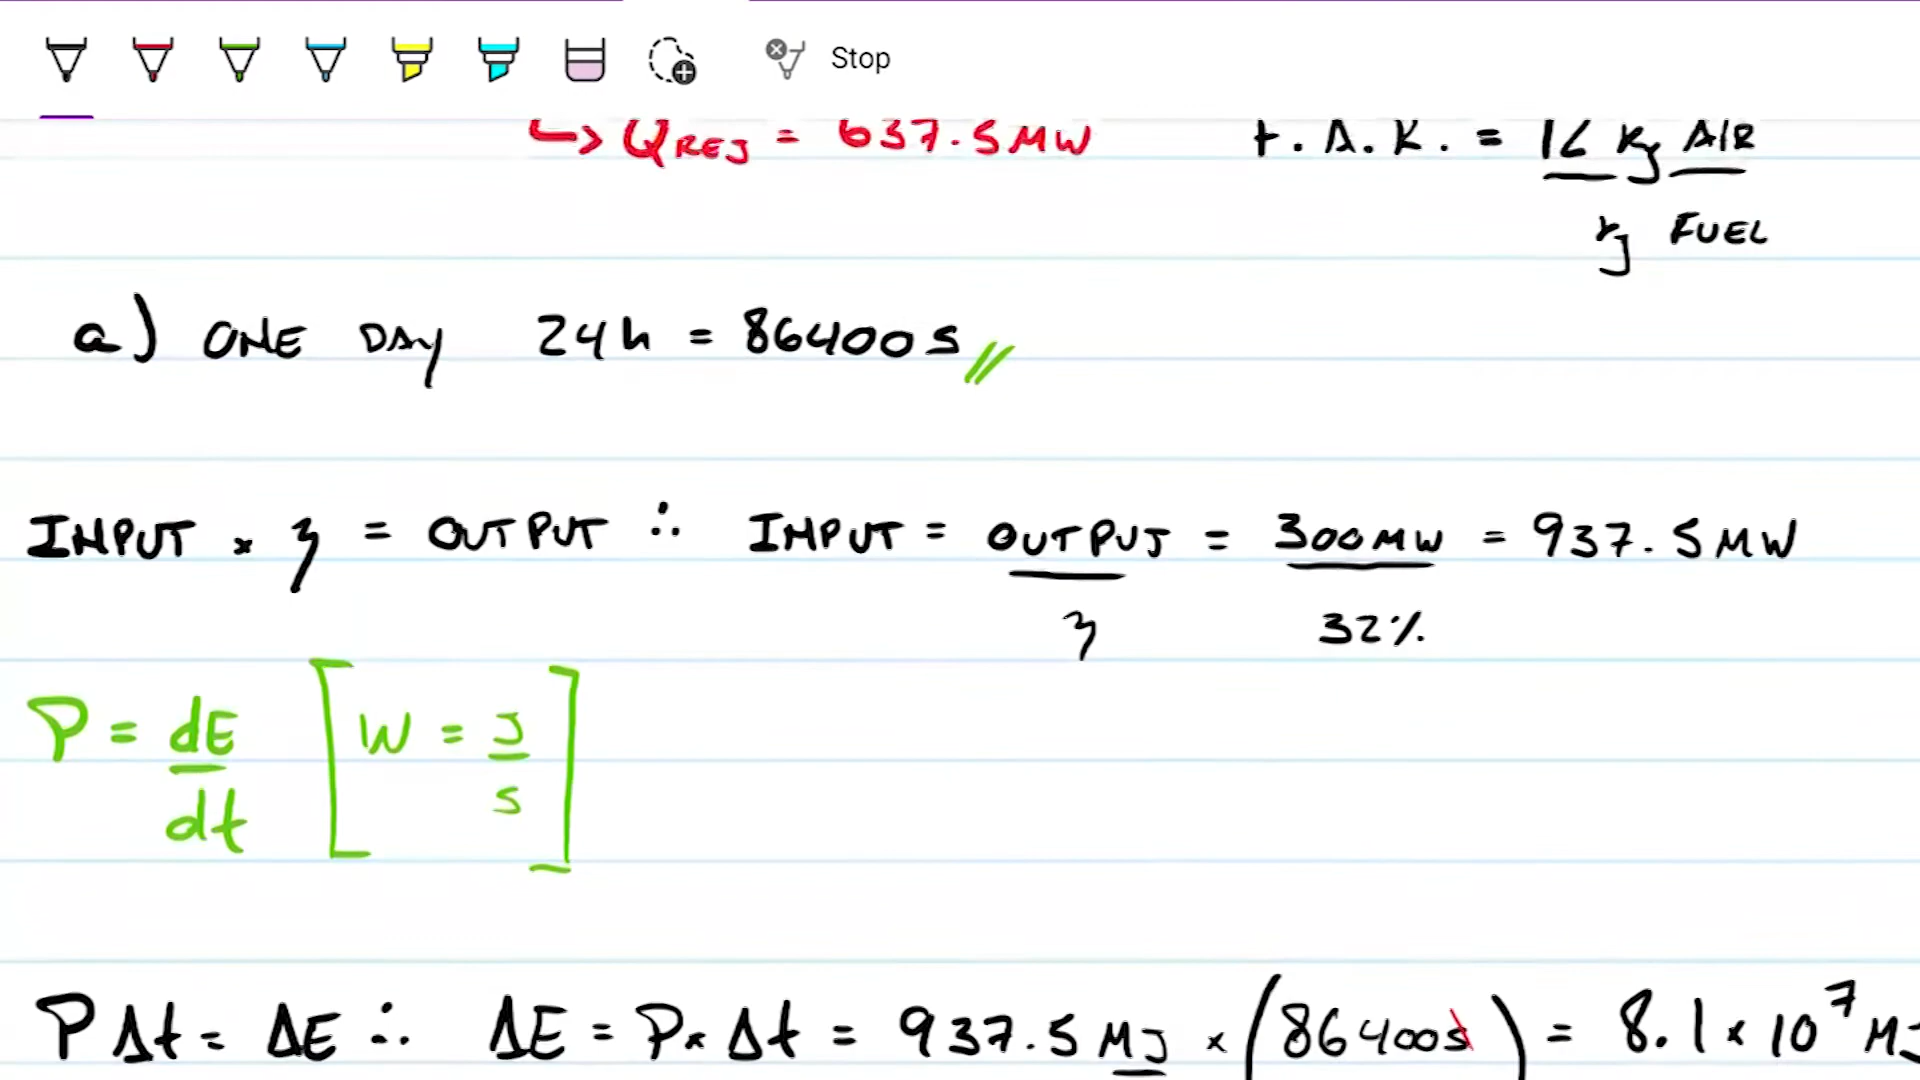 Stop
↳ QREJ = 637.5 MW
= 12 kg AIR
kg FUEL
a) ONE DAY 24h = 86400s //
INPUT × η = OUTPUT ∴ INPUT = OUTPUT / η = 300MW / 32% = 937.5 MW
P = dE/dt [W = J/s]
PΔt = ΔE ∴ ΔE = P × Δt = 937.5 MJ × (86400s) = 8.1 × 10⁷ MJ